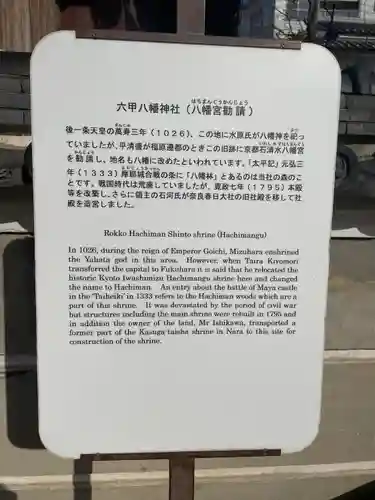 はちまんぐうかんじょう
六甲八幡神社（八幡宮勧請）
後一条天皇の萬寿三年（1026）、この地に水原氏が八幡神を祀っ
ていましたが、平清盛が福原遷都のときこの旧跡に京都石清水八幡宮
を勧請し、地名も八幡に改めたといわれています。「太平記」元弘三
年（1333）摩耶城合戦の条に「八幡林」とあるのは当社の森のこ
とです。戦国時代は荒廃していましたが、寛政七年（1795）本殿
等を改築し、さらに領主の石河氏が奈良春日大社の旧社殿を移して社
殿を造営しました。
Rokko Hachiman Shinto shrine (Hachimangu)
In 1026, during the reign of Emperor Goichi, Mizuhara enshrined
the Yahata god in this area. However, when Taira Kiyomori
transferred the capital to Fukuhara it is said that he relocated the
historic Kyoto Iwashimizu Hachimangu shrine here and changed
the name to Hachiman. An entry about the battle of Maya castle
in the "Taiheiki" in 1333 refers to the Hachiman woods which are a
part of this shrine. It was devastated by the period of civil war
but structures including the main shrine were rebuilt in 1795 and
in addition the owner of the land, Mr Ishikawa, transported a
former part of the Kasuga taisha shrine in Nara to this site for
construction of the shrine.